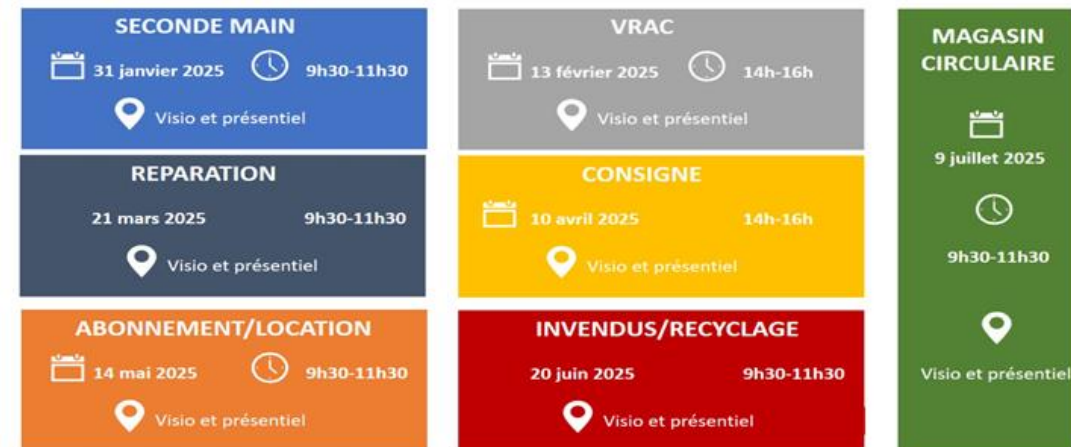 SECONDE MAIN
31 janvier 2025 9h30-11h30
Visio et présentiel
VRAC
13 février 2025 14h-16h
Visio et présentiel
REPARATION
21 mars 2025 9h30-11h30
Visio et présentiel
CONSIGNE
10 avril 2025 14h-16h
Visio et présentiel
ABONNEMENT/LOCATION
14 mai 2025 9h30-11h30
Visio et présentiel
INVENDUS/RECYCLAGE
20 juin 2025 9h30-11h30
Visio et présentiel
MAGASIN
CIRCULAIRE
9 juillet 2025
9h30-11h30
Visio et présentiel